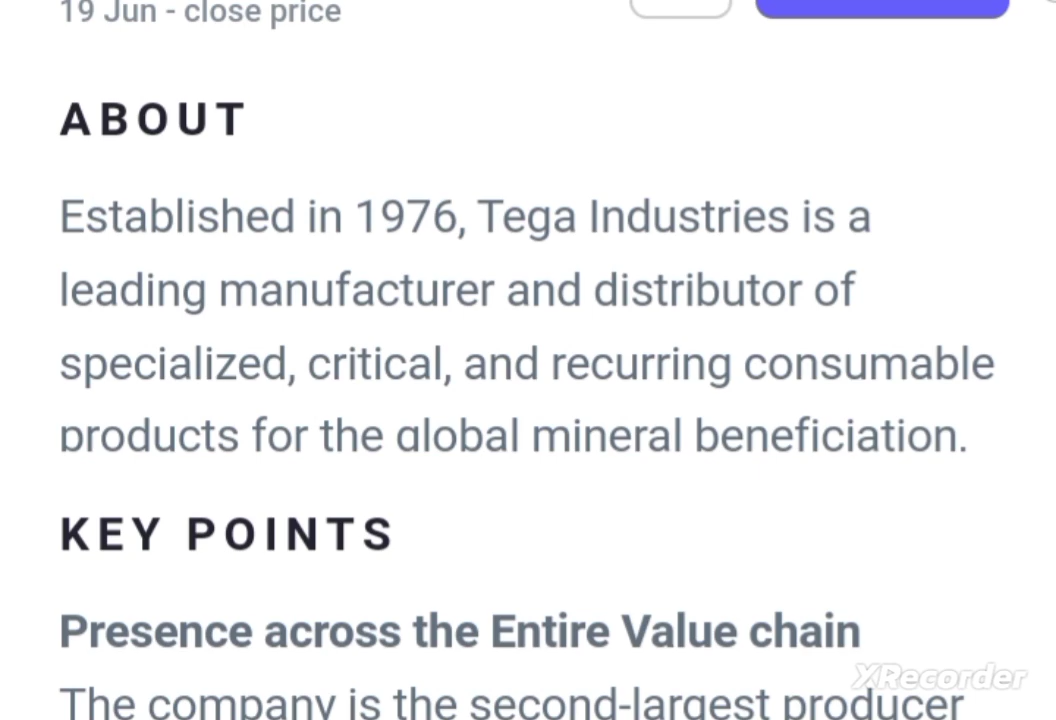 19 Jun - close price
ABOUT
Established in 1976, Tega Industries is a
leading manufacturer and distributor of
specialized, critical, and recurring consumable
products for the global mineral beneficiation.
KEY POINTS
Presence across the Entire Value chain
XRecorder
The company is the second-largest producer